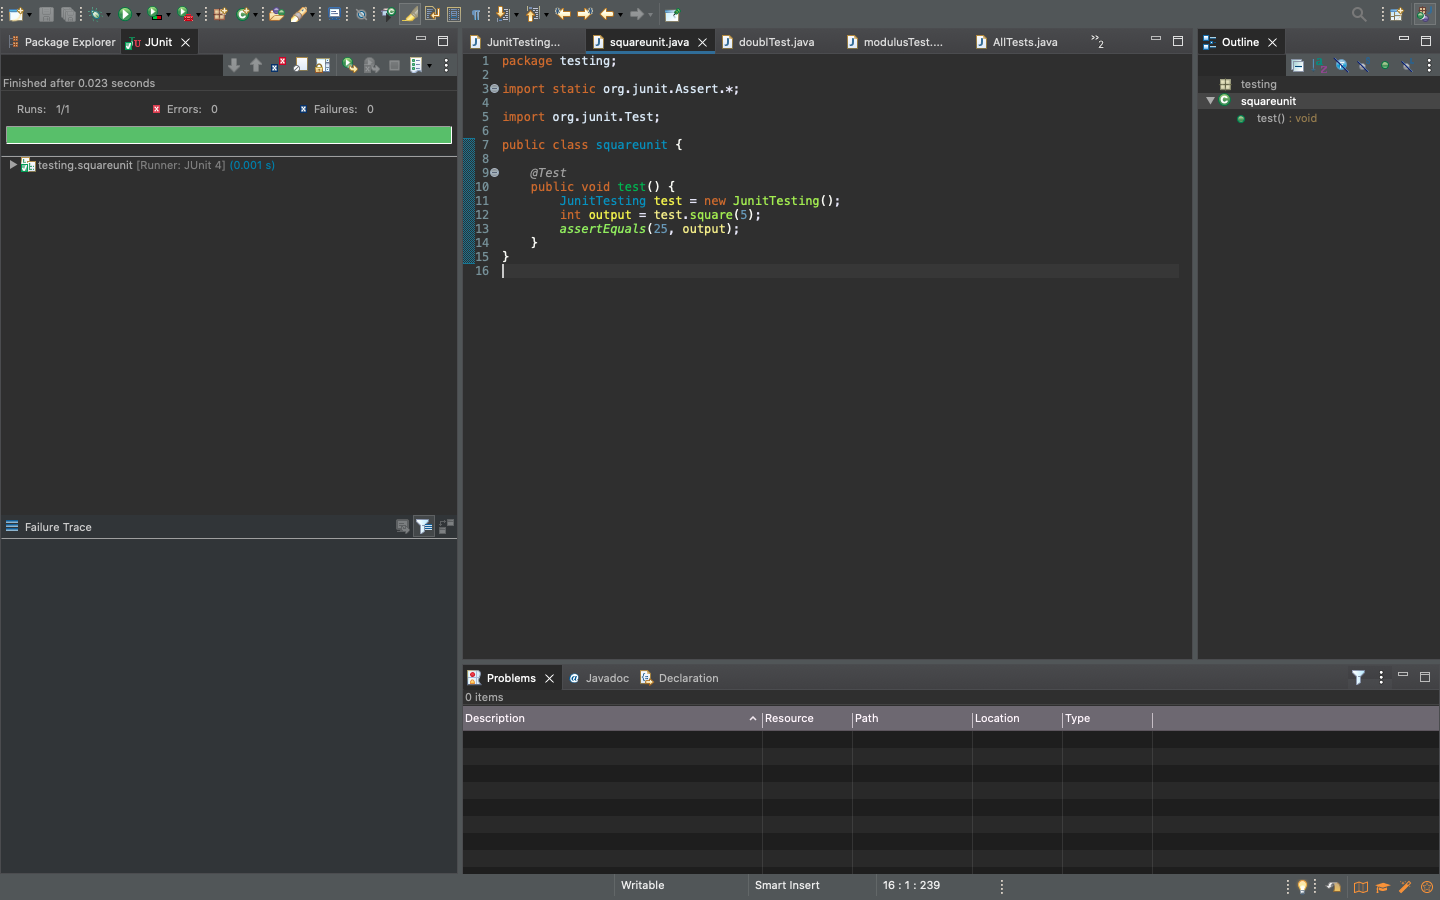 Package Explorer
JUnit
Finished after 0.023 seconds
Runs: 1/1
Errors: 0
Failures: 0
testing.squareunit [Runner: JUnit 4] (0.001 s)
Failure Trace
JunitTesting...
squareunit.java
doublTest.java
modulusTest....
AllTests.java
»2
1 package testing;
2
3 import static org.junit.Assert.*;
4
5 import org.junit.Test;
6
7 public class squareunit {
8
9 @Test
10 public void test() {
11 JunitTesting test = new JunitTesting();
12 int output = test.square(5);
13 assertEquals(25, output);
14 }
15 }
16
Outline
testing
squareunit
test() : void
Problems
Javadoc
Declaration
0 items
Description Resource Path Location Type
Writable Smart Insert 16 : 1 : 239